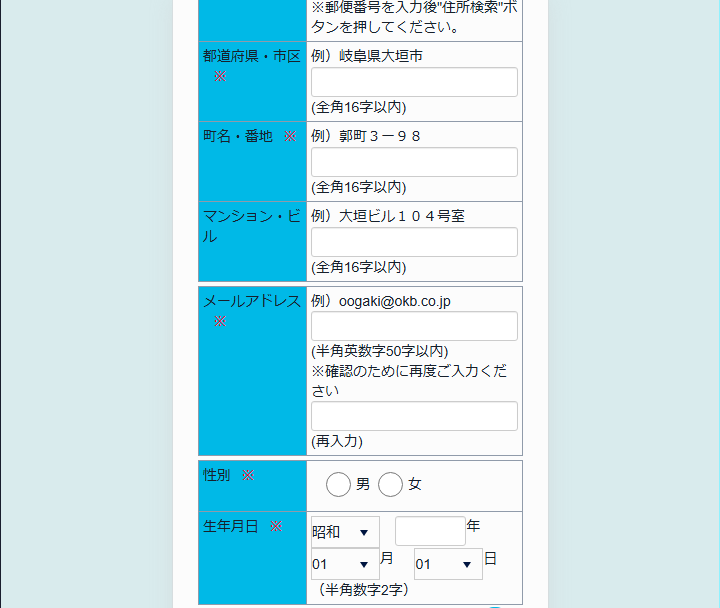 ※郵便番号を入力後"住所検索"ボ
タンを押してください。
都道府県・市区
※
例）岐阜県大垣市
(全角16字以内)
町名・番地 ※
例）郭町３－９８
(全角16字以内)
マンション・ビ
ル
例）大垣ビル１０４号室
(全角16字以内)
メールアドレス
※
例）oogaki@okb.co.jp
(半角英数字50字以内)
※確認のために再度ご入力くだ
さい
(再入力)
性別 ※
男 女
生年月日 ※
昭和 年
01 月 01 日
（半角数字2字）